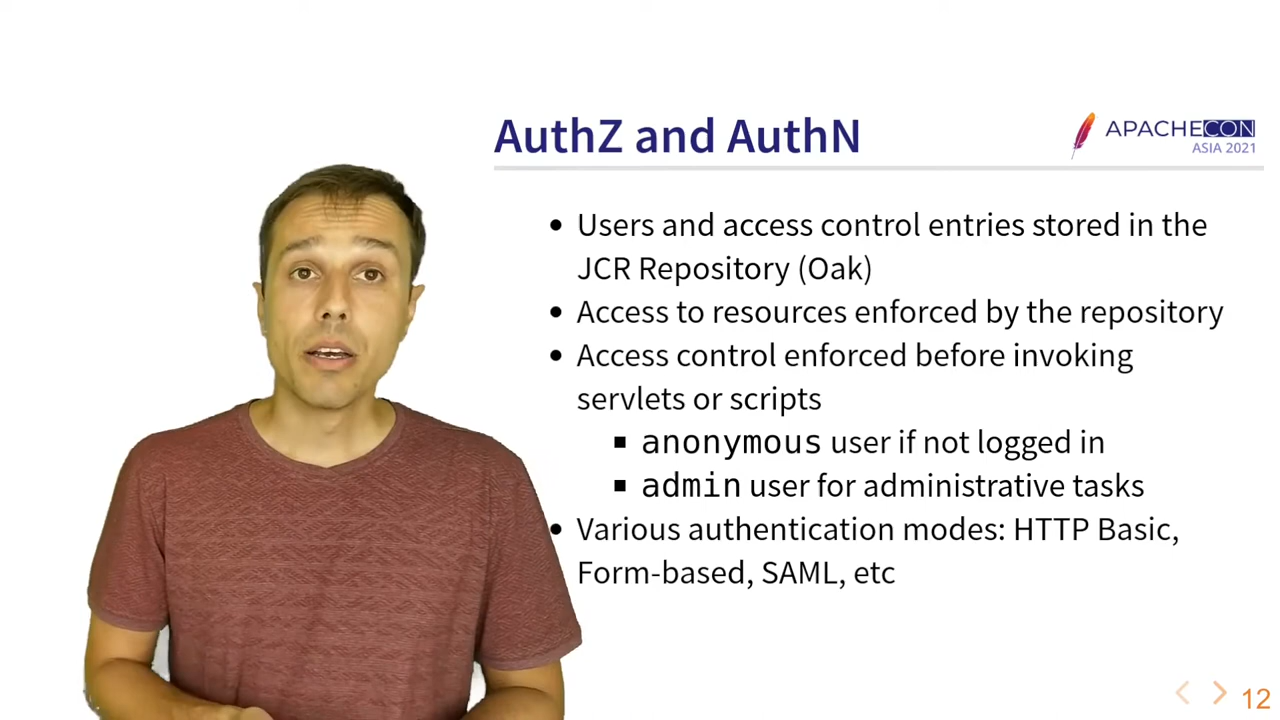 AuthZ and AuthN
APACHECON
ASIA 2021
• Users and access control entries stored in the
JCR Repository (Oak)
• Access to resources enforced by the repository
• Access control enforced before invoking
servlets or scripts
▪ anonymous user if not logged in
▪ admin user for administrative tasks
• Various authentication modes: HTTP Basic,
Form-based, SAML, etc
12